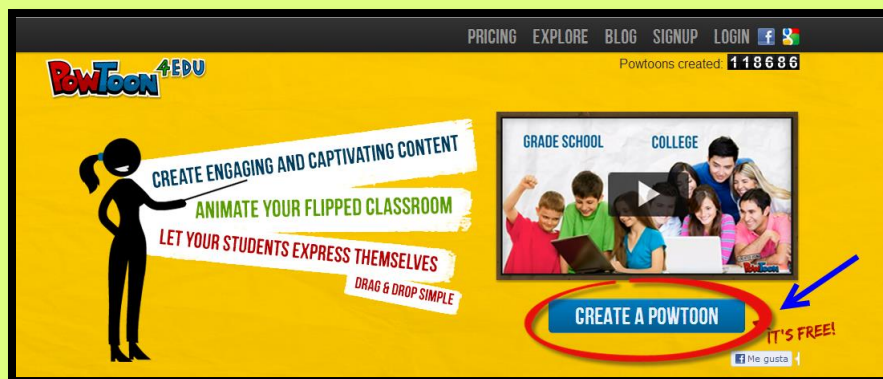 PRICING EXPLORE BLOG SIGNUP LOGIN
Powtoons created: 118686
POWTOON 4EDU
CREATE ENGAGING AND CAPTIVATING CONTENT
ANIMATE YOUR FLIPPED CLASSROOM
LET YOUR STUDENTS EXPRESS THEMSELVES
DRAG & DROP SIMPLE
GRADE SCHOOL COLLEGE
POWTOON
CREATE A POWTOON
IT'S FREE!
Me gusta